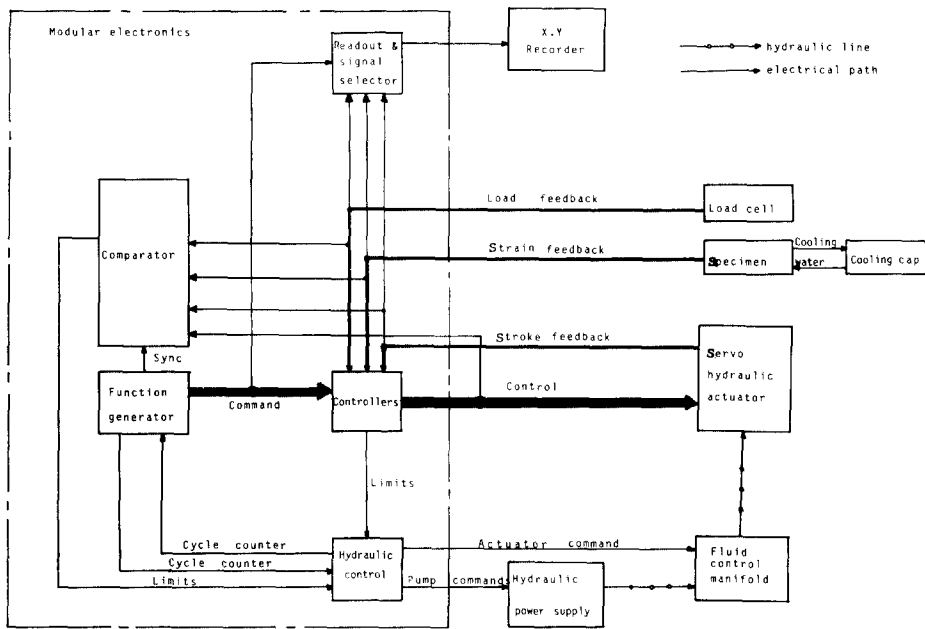 Modular electronics
Readout &
signal
selector
X.Y
Recorder
hydraulic line
electrical path
Load feedback
Load cell
Strain feedback
Specimen
Cooling
water
Cooling cap
Comparator
Stroke feedback
Servo
hydraulic
actuator
Sync
Function
generator
Command
Controllers
Control
Limits
Cycle counter
Cycle counter
Limits
Hydraulic
control
Actuator command
Pump commands
Hydraulic
power supply
Fluid
control
manifold